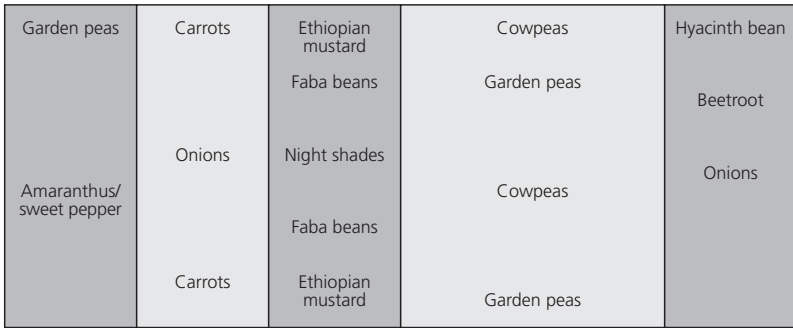 Garden peas
Amaranthus/
sweet pepper
Carrots
Onions
Carrots
Ethiopian
mustard
Faba beans
Night shades
Faba beans
Ethiopian
mustard
Cowpeas
Garden peas
Cowpeas
Garden peas
Hyacinth bean
Beetroot
Onions